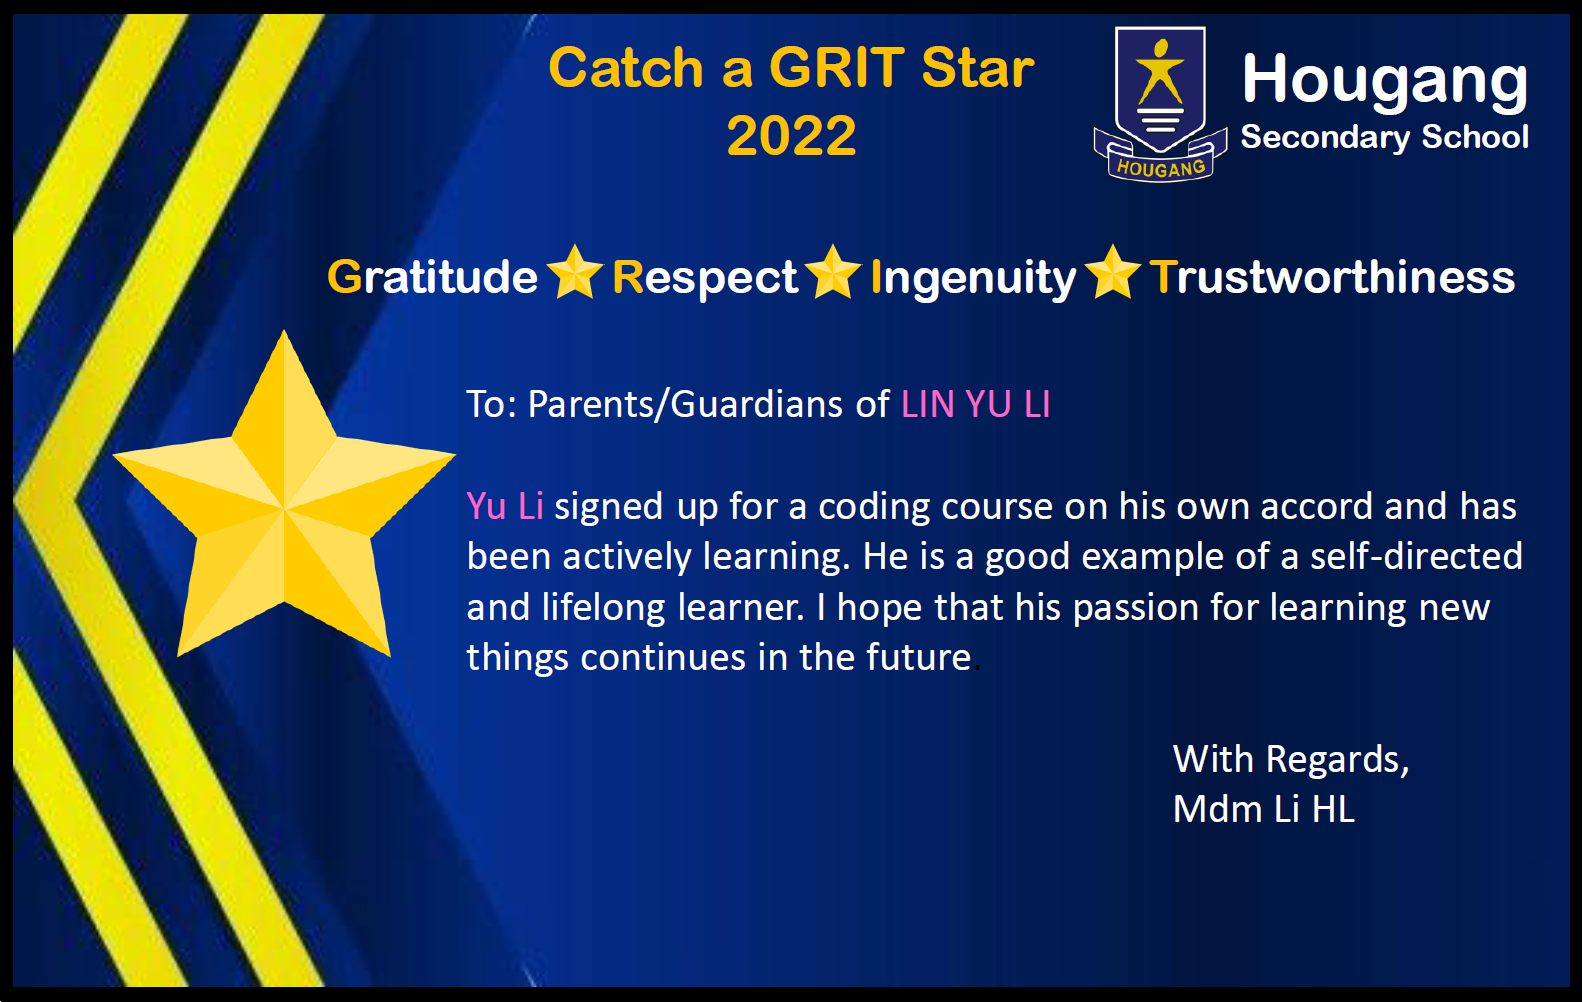 Catch a GRIT Star
2022
Hougang
Secondary School
HOUGANG
Gratitude Respect Ingenuity Trustworthiness
To: Parents/Guardians of LIN YU LI
Yu Li signed up for a coding course on his own accord and has
been actively learning. He is a good example of a self-directed
and lifelong learner. I hope that his passion for learning new
things continues in the future.
With Regards,
Mdm Li HL